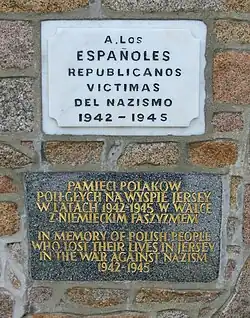 A. Los
ESPAÑOLES
REPUBLICANOS
VICTIMAS
DEL NAZISMO
1942 - 1945
PAMIĘCI POLAKÓW
POLEGŁYCH NA WYSPIE JERSEY
W LATACH 1942-1945 W WALCE
Z NIEMIECKIM FASZYZMEM
IN MEMORY OF POLISH PEOPLE
WHO LOST THEIR LIVES IN JERSEY
IN THE WAR AGAINST NAZISM
1942-1945